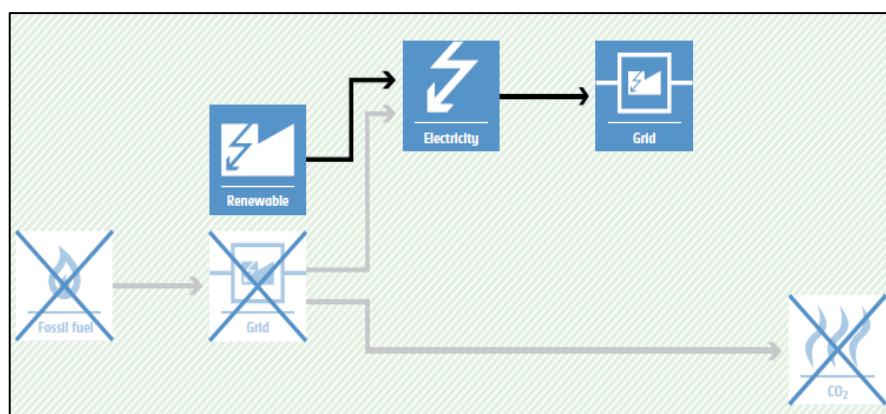 Electricity
Grid
Renewable
Fossil fuel
Grid
CO₂